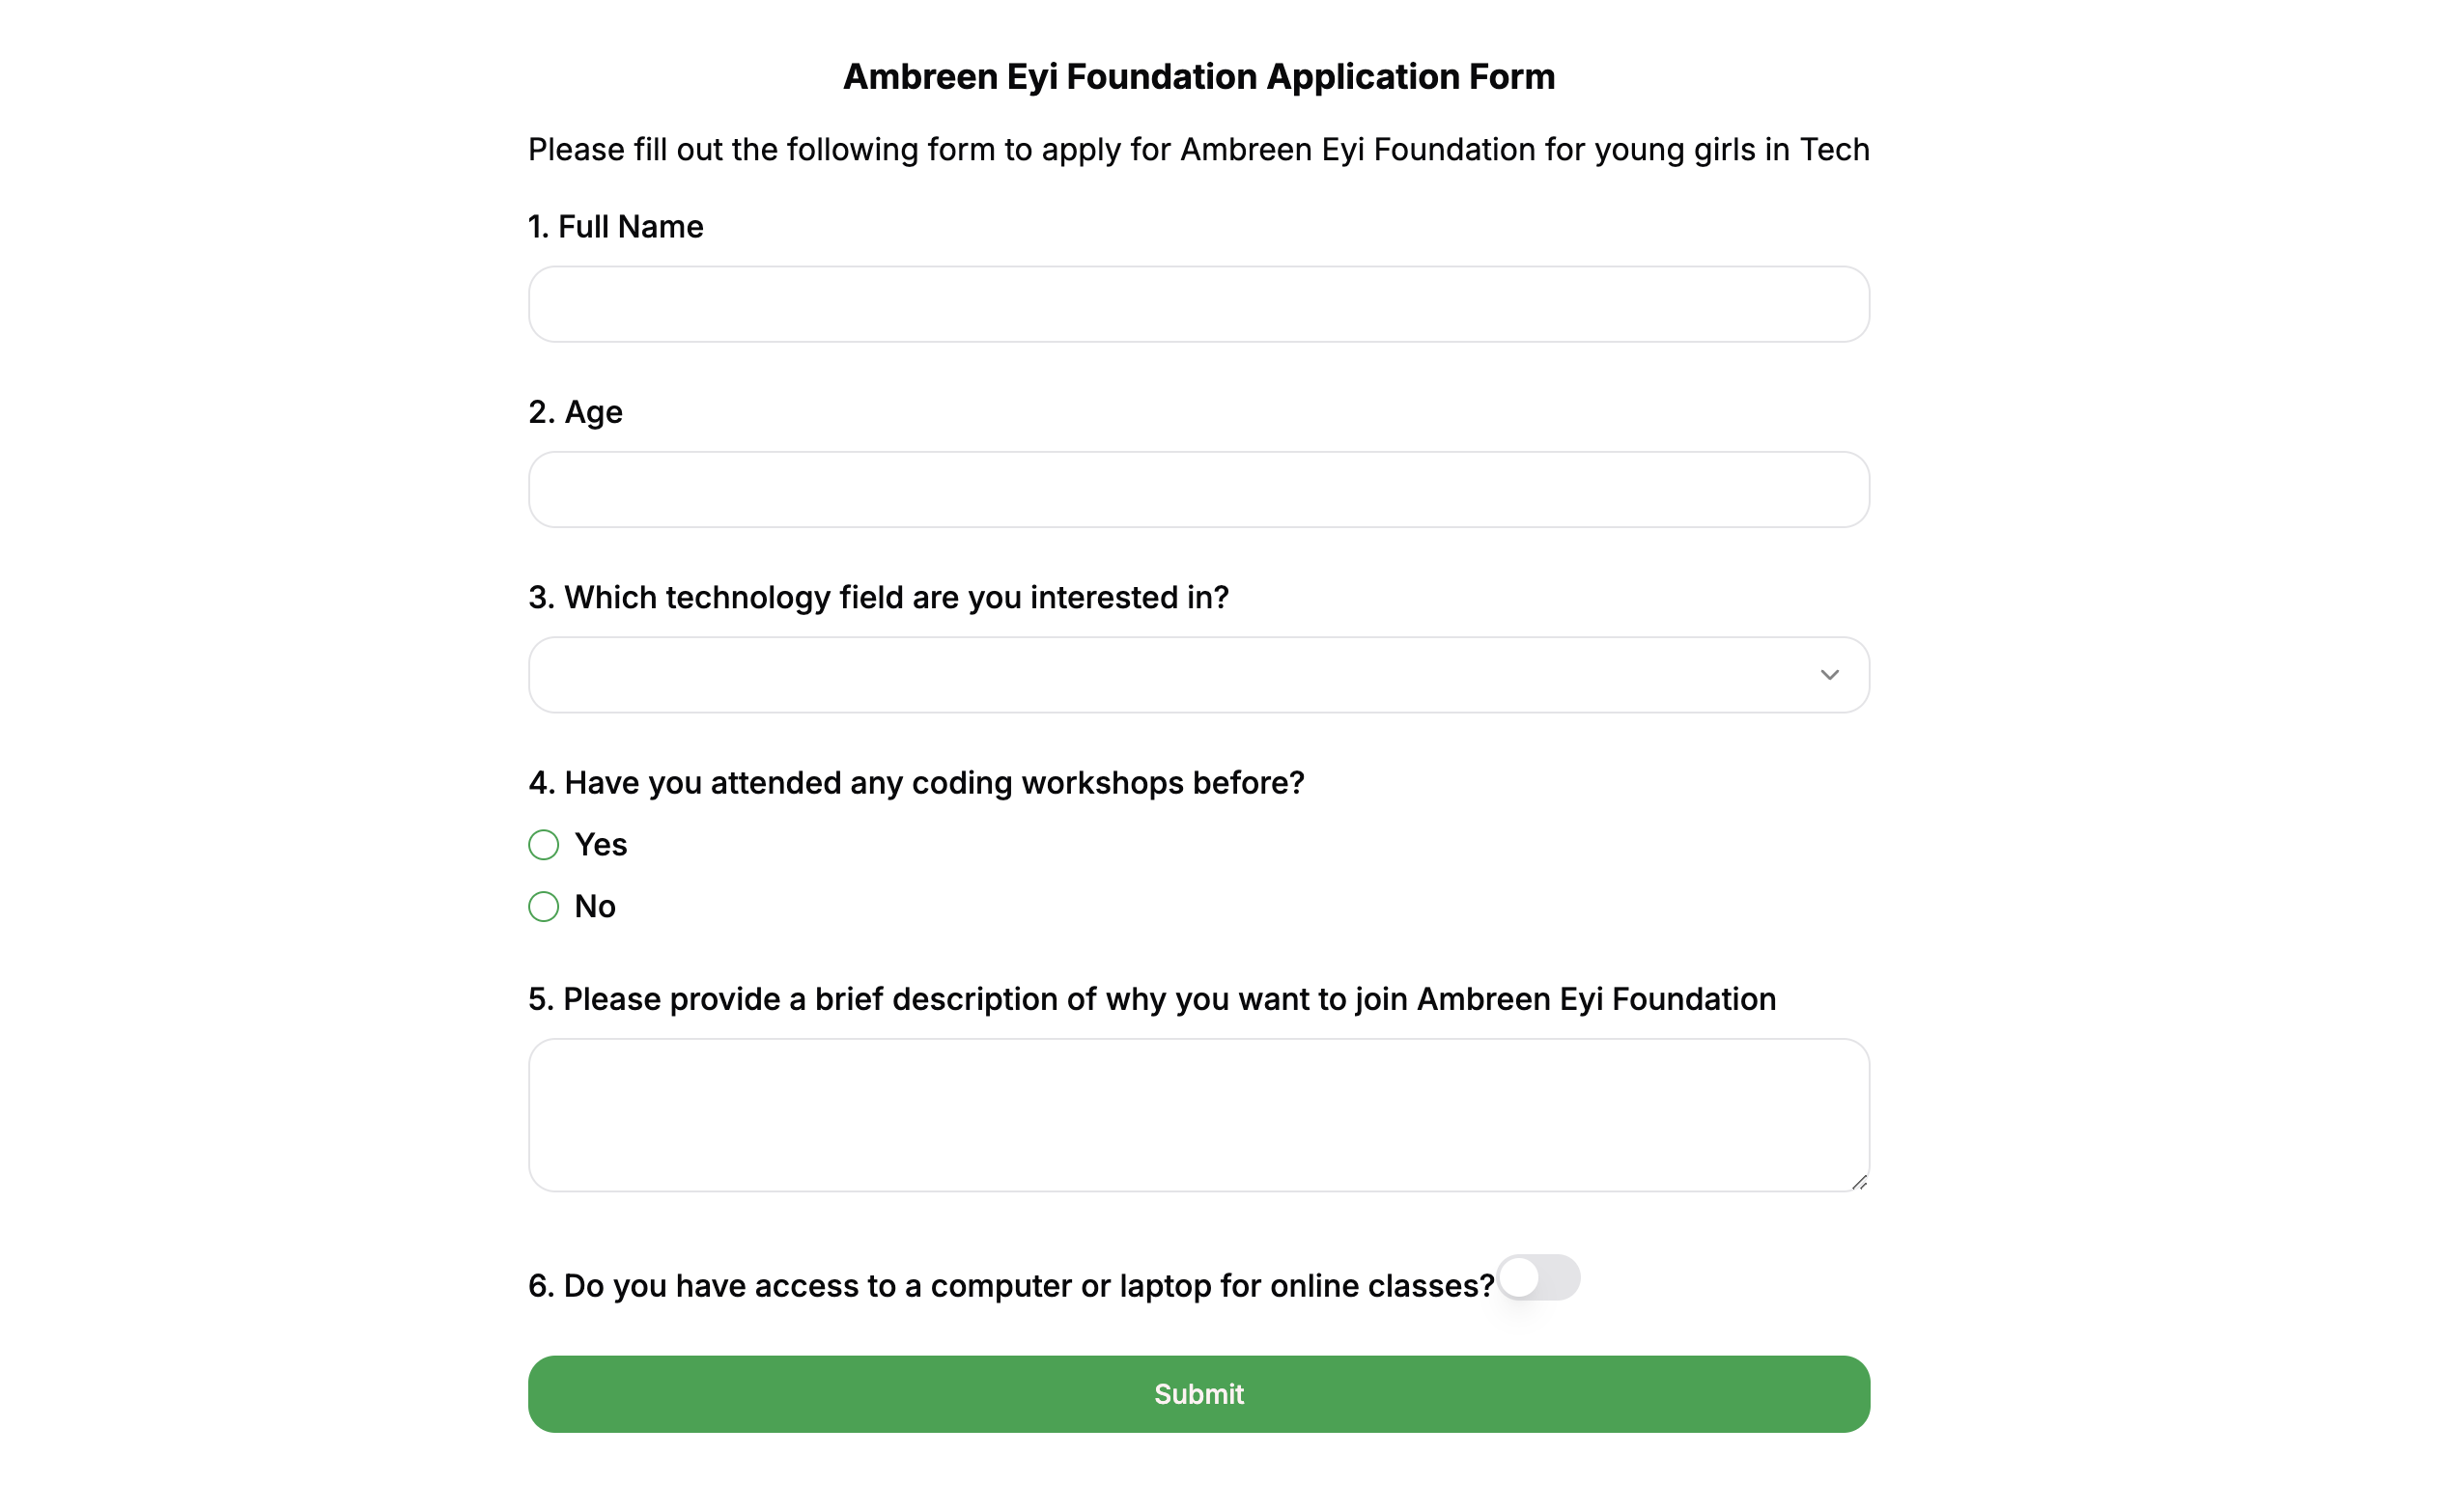 Ambreen Eyi Foundation Application Form
Please fill out the following form to apply for Ambreen Eyi Foundation for young girls in Tech
1. Full Name
2. Age
3. Which technology field are you interested in?
4. Have you attended any coding workshops before?
Yes
No
5. Please provide a brief description of why you want to join Ambreen Eyi Foundation
6. Do you have access to a computer or laptop for online classes?
Submit